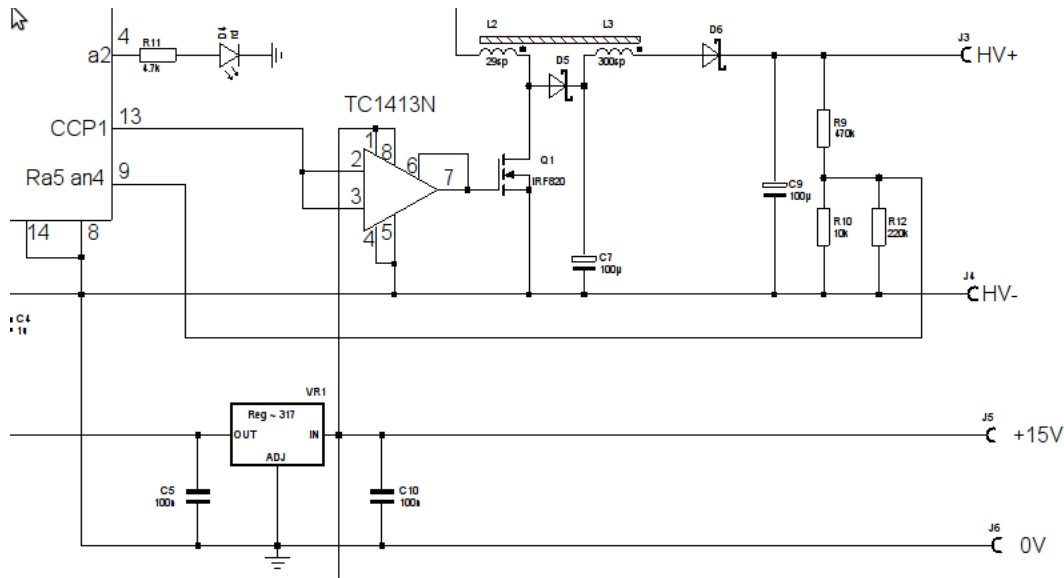 4
R11
a2
4.7k
D1
13
CCP1
9
Ra5 an4
14
8
TC1413N
1
8
2
6
3
7
4
5
L2
29sp
D5
L3
300sp
D6
Q1
IRF820
C7
100µ
C9
100µ
R9
470k
R10
10k
R12
220k
J3
HV+
J4
HV-
C4
VR1
Reg ~ 317
OUT
IN
ADJ
C5
100n
C10
100n
J5
+15V
J6
0V